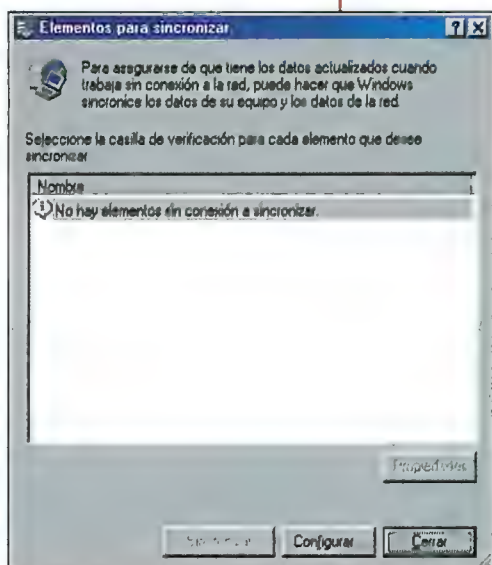 Elementos para sincronizar
Para asegurarse de que tiene los datos actualizados cuando
trabaja sin conexión a la red, puede hacer que Windows
sincronice los datos de su equipo y los datos de la red.
Seleccione la casilla de verificación para cada elemento que desee
sincronizar
Nombre
No hay elementos sin conexión a sincronizar.
Propiedades
Sincronizar
Configurar
Cerrar